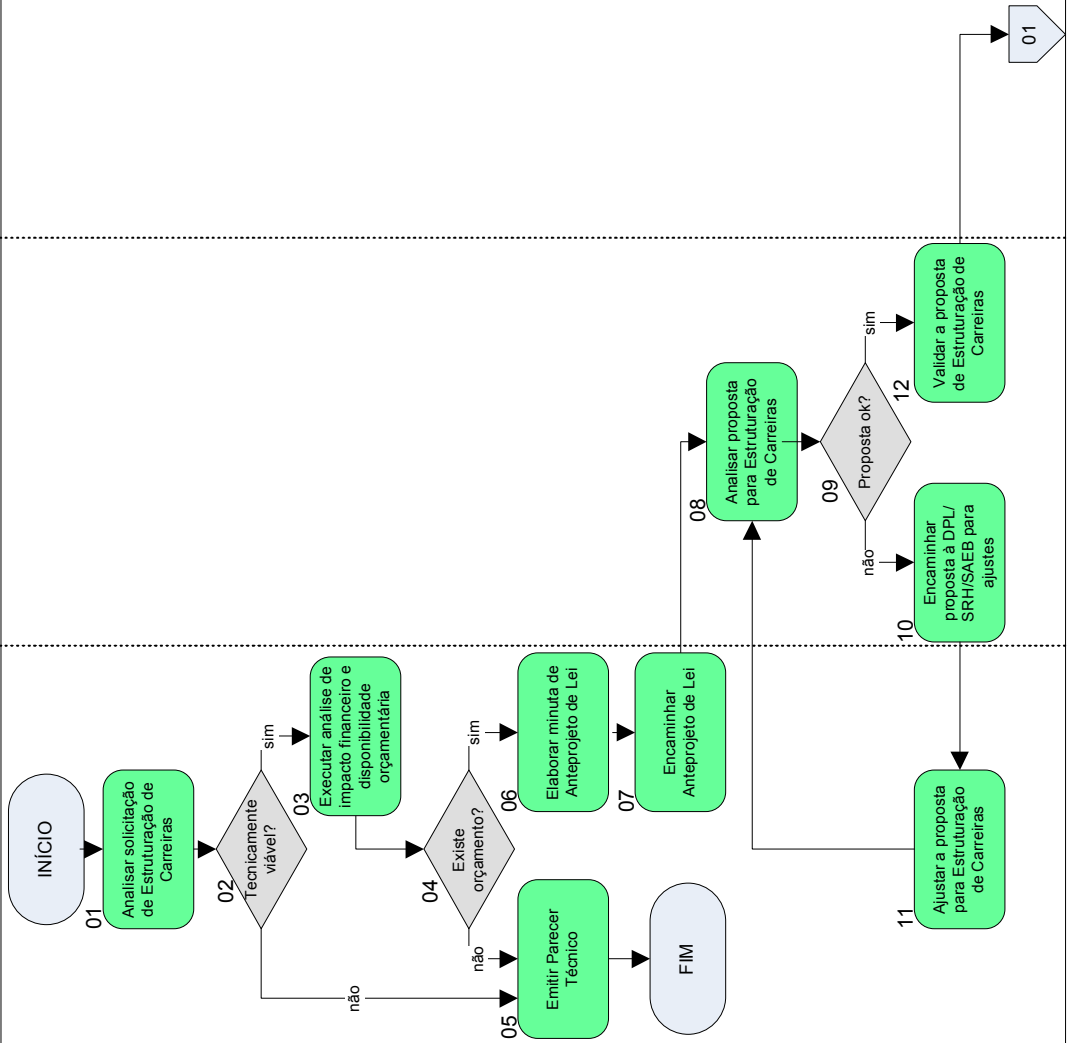 INÍCIO
01
Analisar solicitação
de Estruturação de
Carreiras
02
Tecnicamente
viável?
sim
não
03
Executar análise de
impacto financeiro e
disponibilidade
orçamentária
04
Existe
orçamento?
sim
não
05
Emitir Parecer
Técnico
FIM
06
Elaborar minuta de
Anteprojeto de Lei
07
Encaminhar
Anteprojeto de Lei
08
Analisar proposta
para Estruturação
de Carreiras
09
Proposta ok?
sim
não
10
Encaminhar
proposta à DPL/
SRH/SAEB para
ajustes
11
Ajustar a proposta
para Estruturação
de Carreiras
12
Validar a proposta
de Estruturação de
Carreiras
01